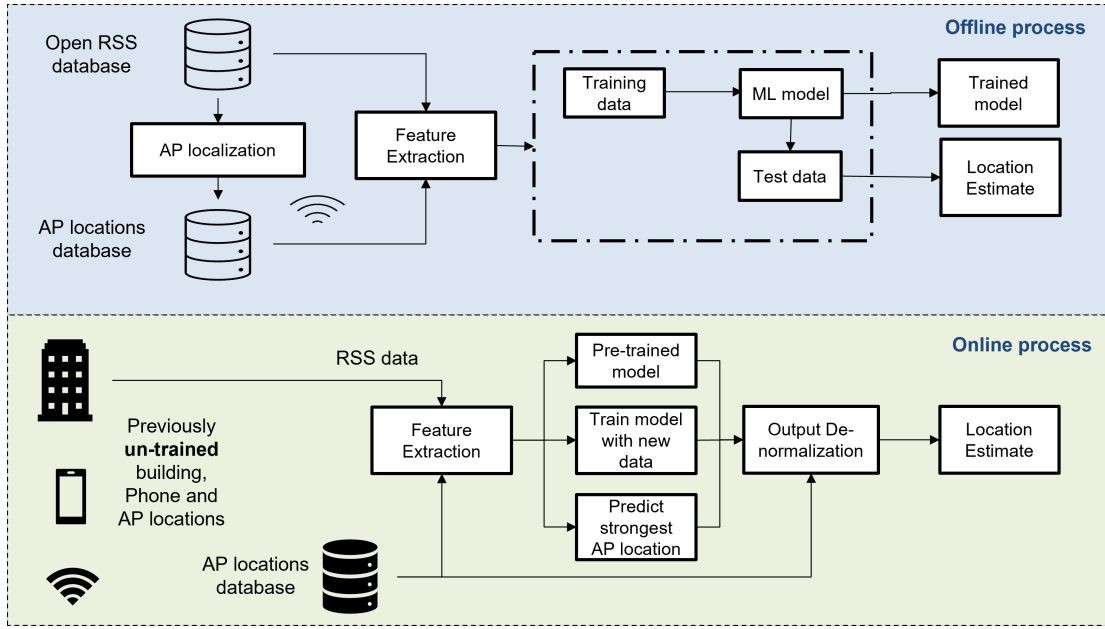 Offline process
Open RSS
database
AP localization
AP locations
database
Feature
Extraction
Training
data
ML model
Test data
Trained
model
Location
Estimate
Online process
RSS data
Previously
un-trained
building,
Phone and
AP locations
AP locations
database
Feature
Extraction
Pre-trained
model
Train model
with new
data
Predict
strongest
AP location
Output De-
normalization
Location
Estimate